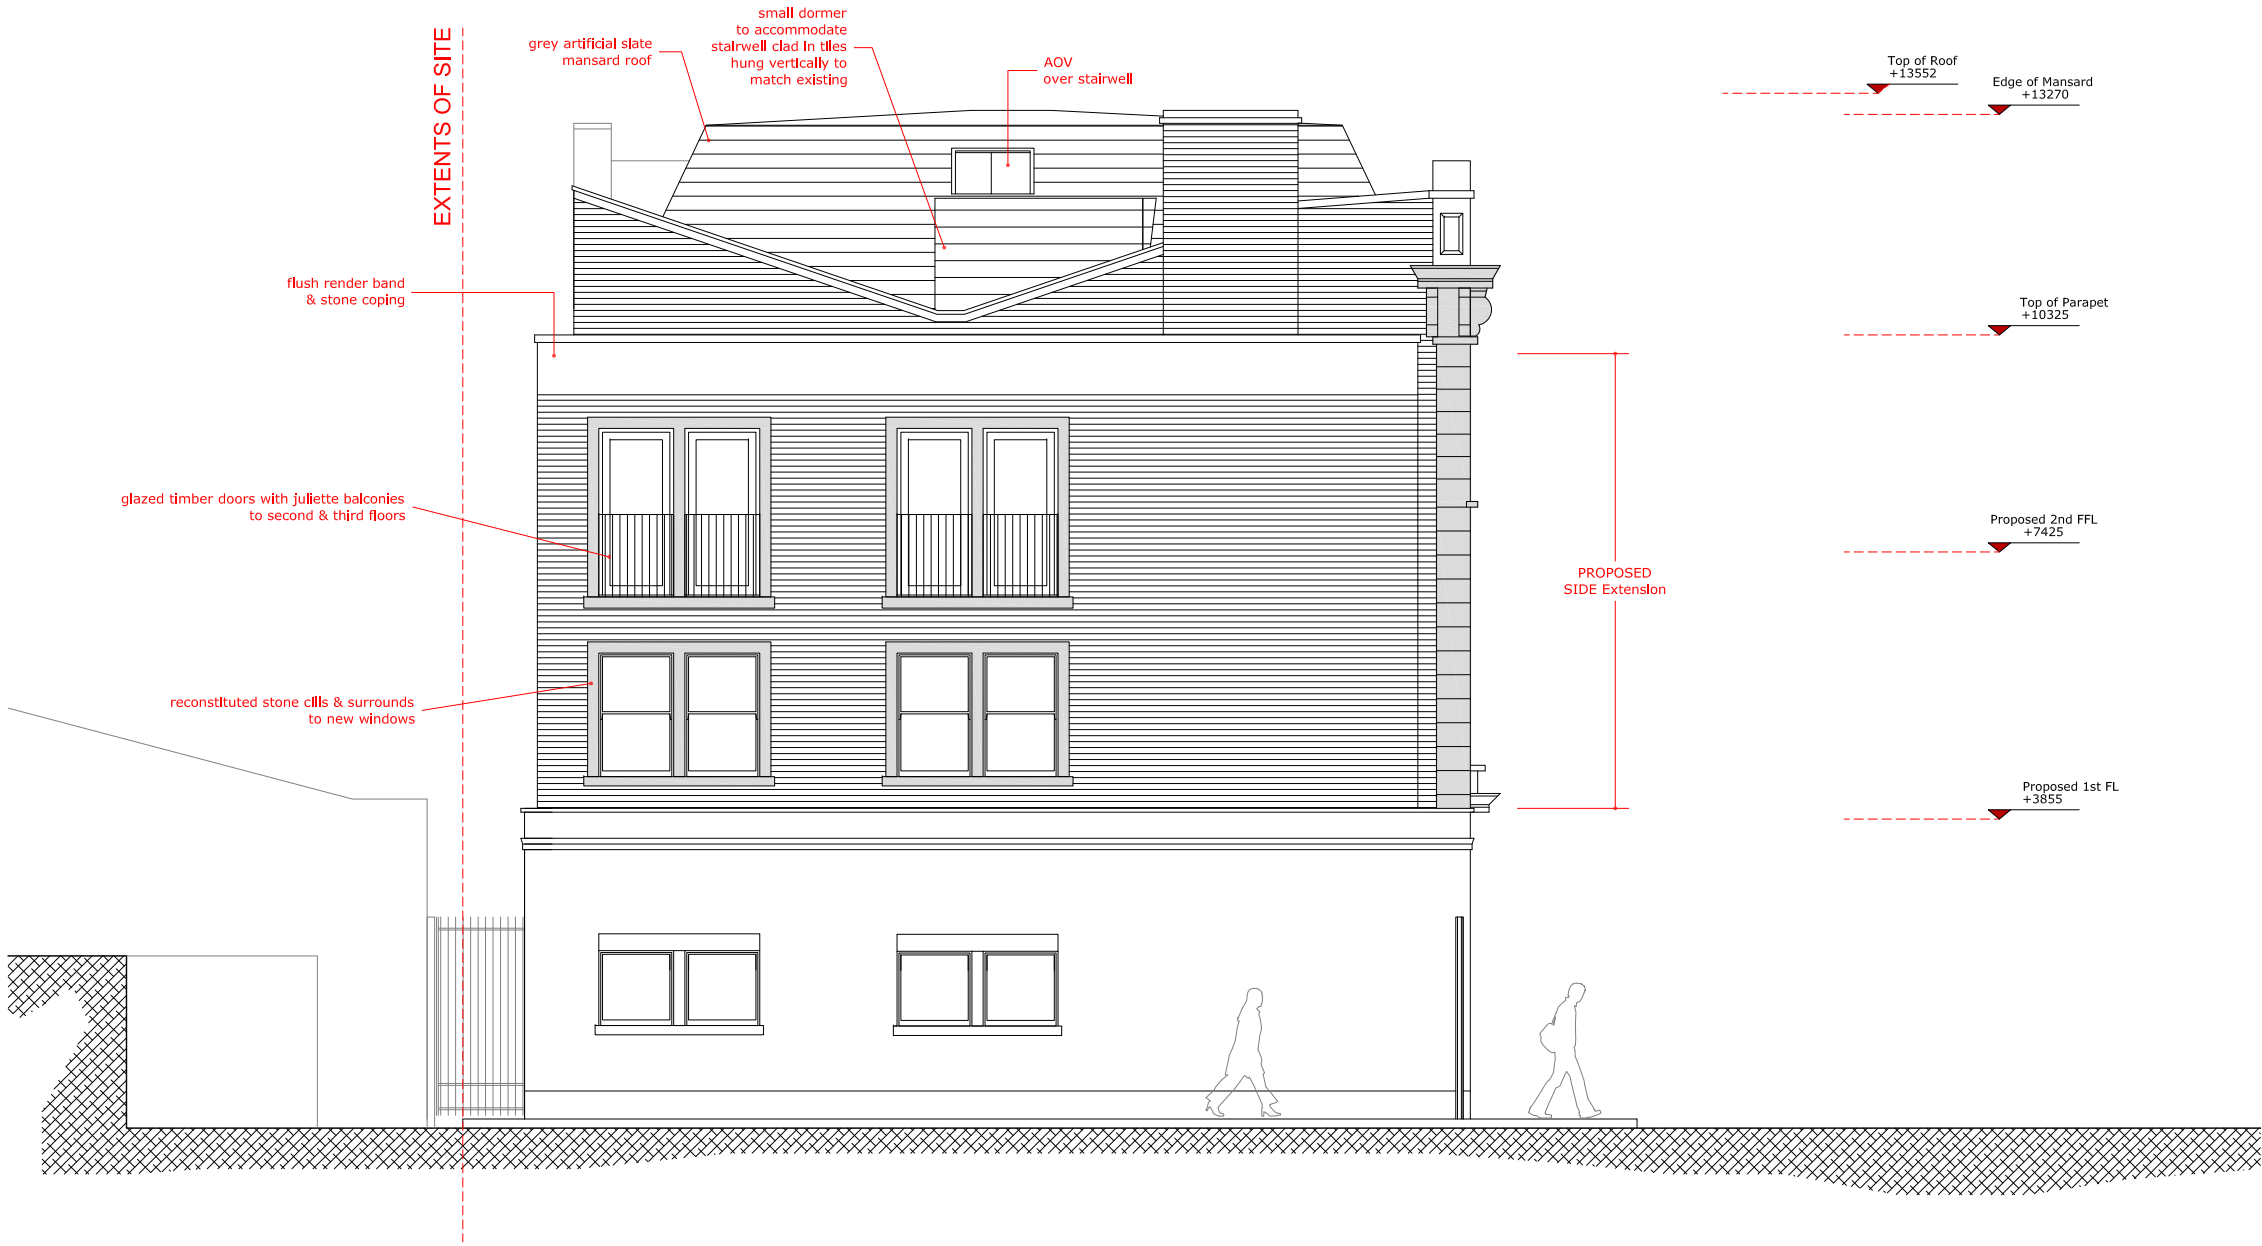 EXTENTS OF SITE
grey artificial slate
mansard roof
small dormer
to accommodate
stairwell clad in tiles
hung vertically to
match existing
AOV
over stairwell
Top of Roof
+13552
Edge of Mansard
+13270
flush render band
& stone coping
Top of Parapet
+10325
glazed timber doors with juliette balconies
to second & third floors
Proposed 2nd FFL
+7425
PROPOSED
SIDE Extension
reconstituted stone cills & surrounds
to new windows
Proposed 1st FL
+3855